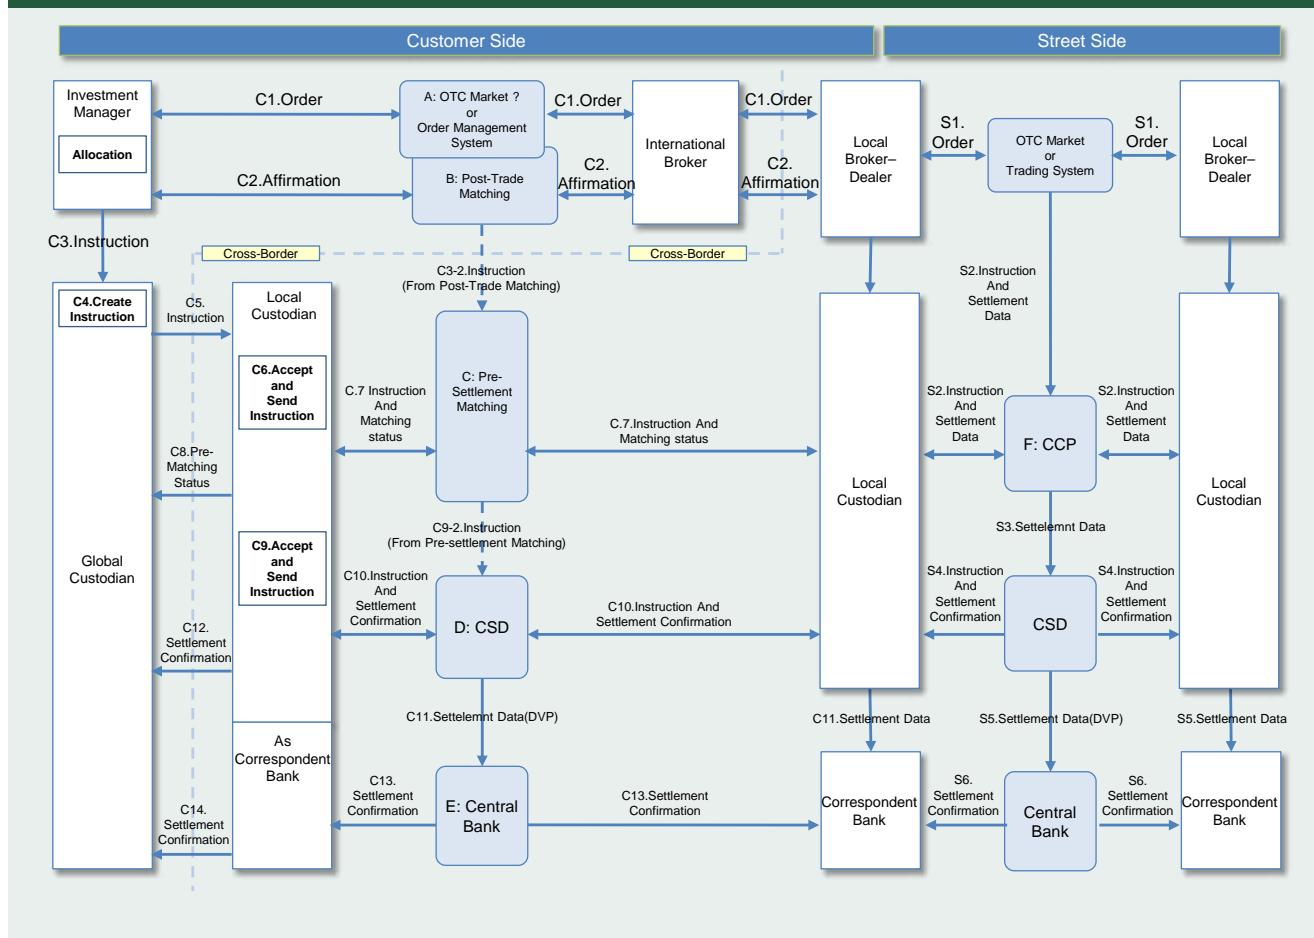 Customer Side
Street Side
Investment
Manager
Allocation
C1.Order
A: OTC Market ?
or
Order Management
System
C1.Order
International
Broker
C1.Order
Local
Broker–
Dealer
S1.
Order
OTC Market
or
Trading System
S1.
Order
Local
Broker–
Dealer
C2.Affirmation
B: Post-Trade
Matching
C2.
Affirmation
C2.
Affirmation
C3.Instruction
Cross-Border
Cross-Border
C3-2.Instruction
(From Post-Trade Matching)
S2.Instruction
And
Settlement
Data
C4.Create
Instruction
C5.
Instruction
Local
Custodian
C6.Accept
and
Send
Instruction
C.7 Instruction
And
Matching
status
C: Pre-
Settlement
Matching
C.7.Instruction And
Matching status
S2.Instruction
And
Settlement
Data
F: CCP
S2.Instruction
And
Settlement
Data
C8.Pre-
Matching
Status
Local
Custodian
Local
Custodian
C9-2.Instruction
(From Pre-settlement Matching)
S3.Settelemnt Data
Global
Custodian
C9.Accept
and
Send
Instruction
C10.Instruction
And
Settlement
Confirmation
D: CSD
C10.Instruction And
Settlement Confirmation
S4.Instruction
And
Settlement
Confirmation
CSD
S4.Instruction
And
Settlement
Confirmation
C12.
Settlement
Confirmation
C11.Settelemnt Data(DVP)
C11.Settlement Data
S5.Settlement Data(DVP)
S5.Settlement Data
As
Correspondent
Bank
C13.
Settlement
Confirmation
E: Central
Bank
C13.Settlement
Confirmation
Correspondent
Bank
S6.
Settlement
Confirmation
Central
Bank
S6.
Settlement
Confirmation
Correspondent
Bank
C14.
Settlement
Confirmation